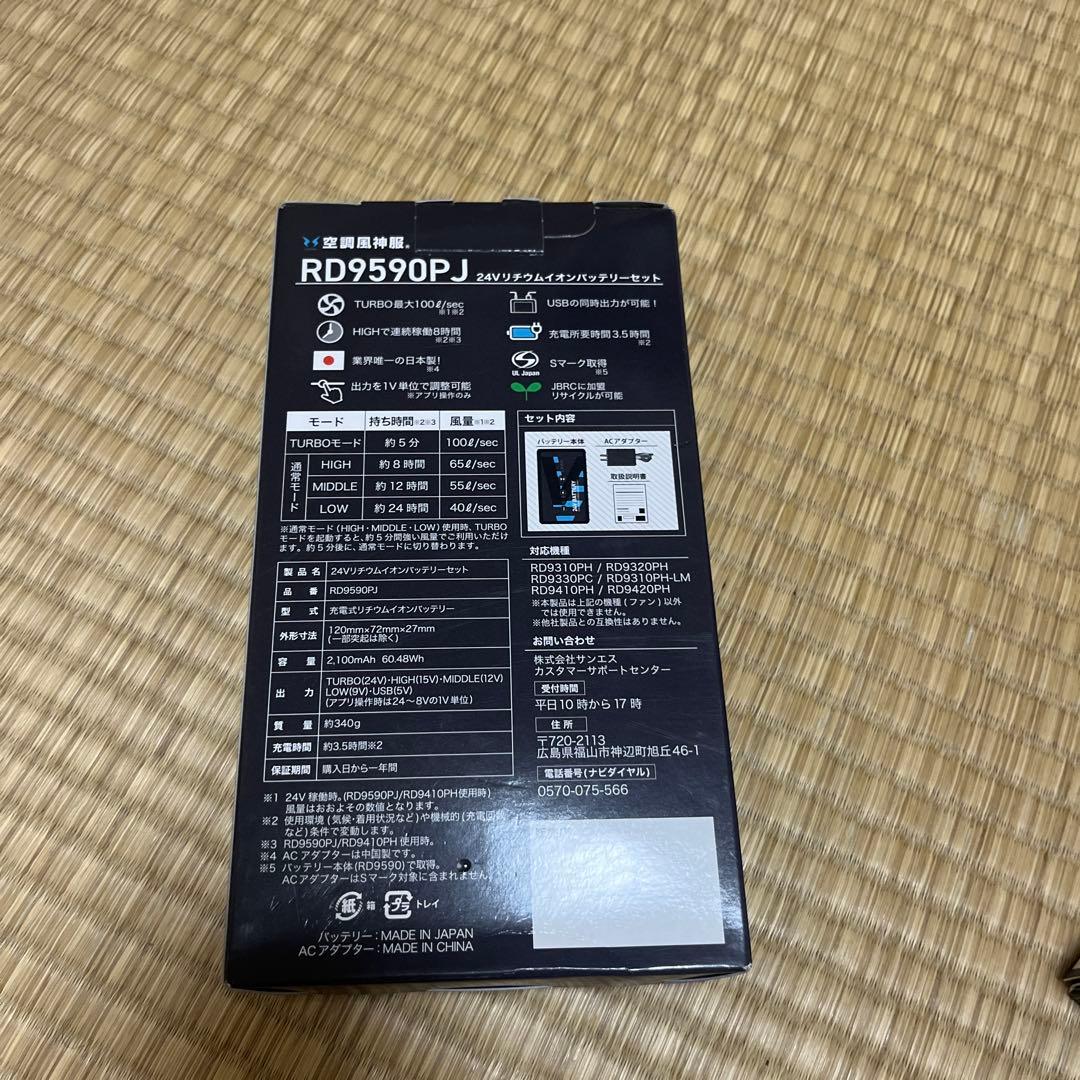 空調風神服®
RD9590PJ 24Vリチウムイオンバッテリーセット
TURBO最大100ℓ/sec
※1※2
USBの同時出力が可能！
HIGHで連続稼働8時間
※2※3
充電所要時間3.5時間
※2
業界唯一の日本製！
※4
UL Japan
Sマーク取得
※5
出力を1V単位で調整可能
※アプリ操作のみ
JBRCに加盟
リサイクルが可能
モード 持ち時間※2※3 風量※1※2
TURBOモード 約5分 100ℓ/sec
通常モード
HIGH 約8時間 65ℓ/sec
MIDDLE 約12時間 55ℓ/sec
LOW 約24時間 40ℓ/sec
※通常モード(HIGH・MIDDLE・LOW)使用時、TURBO
モードを起動すると、約5分間強い風量でご利用いただけ
ます。約5分後に、通常モードに切り替わります。
製品名 24Vリチウムイオンバッテリーセット
品番 RD9590PJ
型式 充電式リチウムイオンバッテリー
外形寸法 120mm×72mm×27mm
(一部突起は除く)
容量 2,100mAh 60.48Wh
出力 TURBO(24V)・HIGH(15V)・MIDDLE(12V)
LOW(9V)・USB(5V)
(アプリ操作時は24～8Vの1V単位)
質量 約340g
充電時間 約3.5時間※2
保証期間 購入日から一年間
※1 24V稼働時。(RD9590PJ/RD9410PH使用時)
風量はおおよその数値となります。
※2 使用環境(気候・着用状況など)や機械的(充電回数
など)条件で変動します。
※3 RD9590PJ/RD9410PH使用時。
※4 ACアダプターは中国製です。
※5 バッテリー本体(RD9590)で取得。
ACアダプターはSマーク対象に含まれません。
紙 箱 プラ トレイ
バッテリー：MADE IN JAPAN
ACアダプター：MADE IN CHINA
セット内容
バッテリー本体 ACアダプター
取扱説明書
対応機種
RD9310PH / RD9320PH
RD9330PC / RD9310PH-LM
RD9410PH / RD9420PH
※本製品は上記の機種(ファン)以外
では使用できません。
※他社製品との互換性はありません。
お問い合わせ
株式会社サンエス
カスタマーサポートセンター
受付時間
平日10時から17時
住所
〒720-2113
広島県福山市神辺町旭丘46-1
電話番号(ナビダイヤル)
0570-075-566